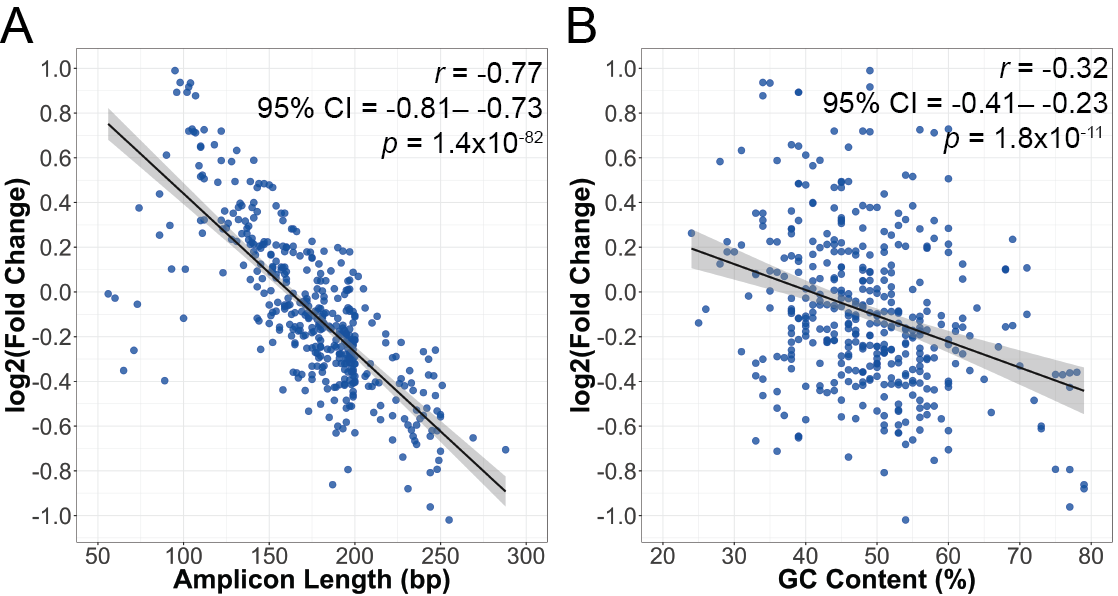 A
r = -0.77
95% CI = -0.81– -0.73
p = 1.4x10-82
log2(Fold Change)
1.0
0.8
0.6
0.4
0.2
0.0
-0.2
-0.4
-0.6
-0.8
-1.0
50 100 150 200 250 300
Amplicon Length (bp)
B
r = -0.32
95% CI = -0.41– -0.23
p = 1.8x10-11
log2(Fold Change)
1.0
0.8
0.6
0.4
0.2
0.0
-0.2
-0.4
-0.6
-0.8
-1.0
20 30 40 50 60 70 80
GC Content (%)